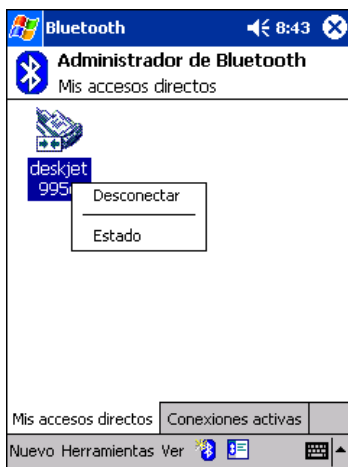 Bluetooth 8:43
Administrador de Bluetooth
Mis accesos directos
deskjet
995
Desconectar
Estado
Mis accesos directos Conexiones activas
Nuevo Herramientas Ver